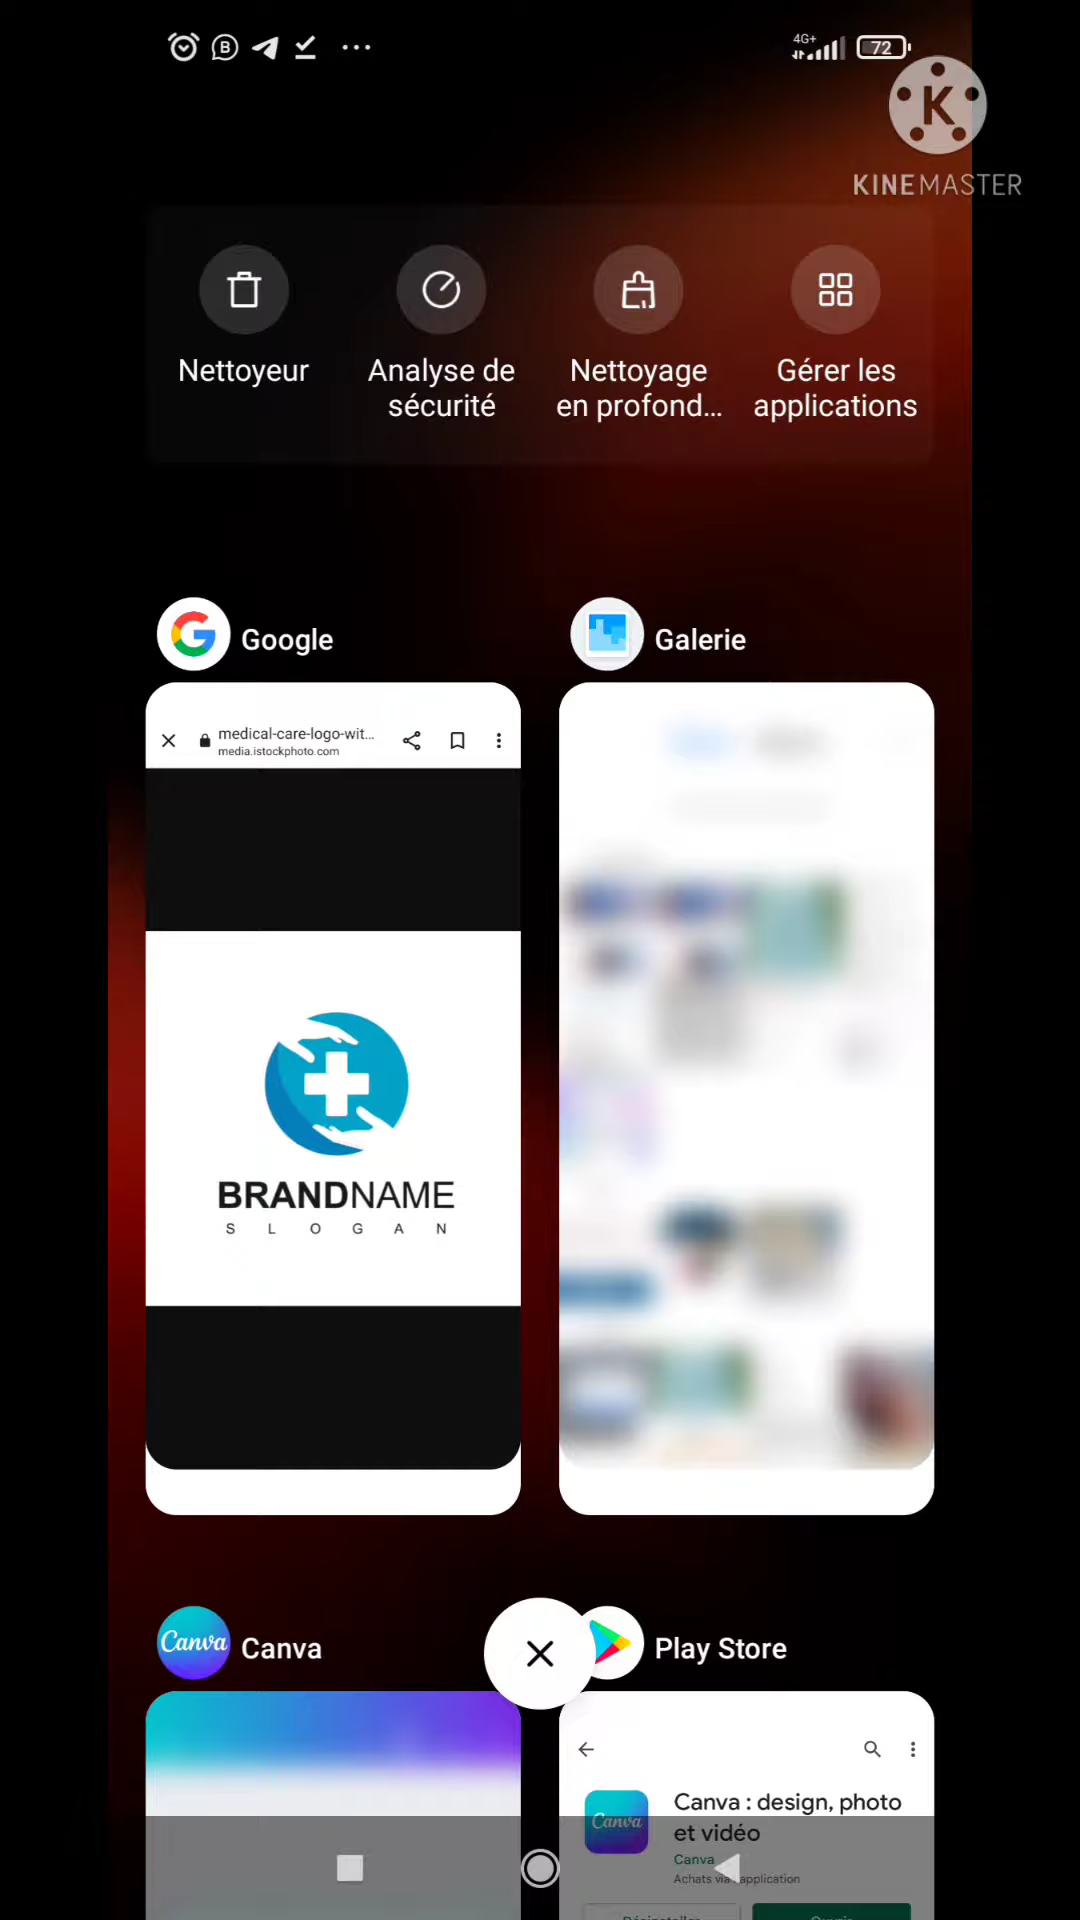 4G+
72
K
KINEMASTER
Nettoyeur
Analyse de
sécurité
Nettoyage
en profond...
Gérer les
applications
Google
Galerie
medical-care-logo-wit...
media.istockphoto.com
BRANDNAME
SLOGAN
Canva
Canva
Play Store
Canva
Canva : design, photo
et vidéo
Canva
Achats via l'application